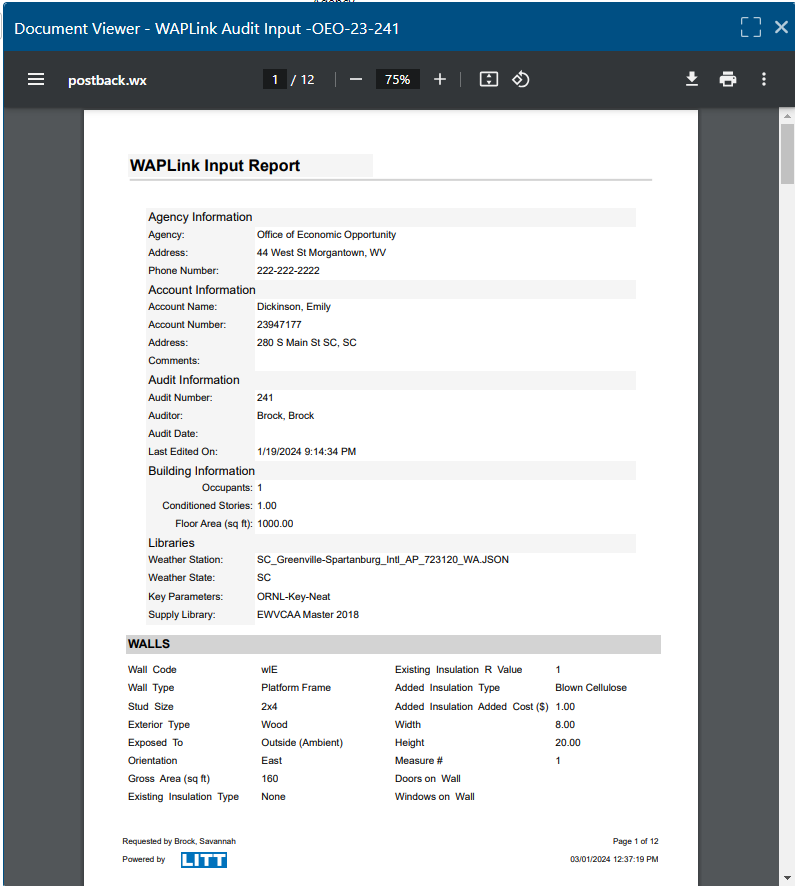 Document Viewer - WAPLink Audit Input -OEO-23-241
postback.wx 1 / 12 75%
WAPLink Input Report
Agency Information
Agency: Office of Economic Opportunity
Address: 44 West St Morgantown, WV
Phone Number: 222-222-2222
Account Information
Account Name: Dickinson, Emily
Account Number: 23947177
Address: 280 S Main St SC, SC
Comments:
Audit Information
Audit Number: 241
Auditor: Brock, Brock
Audit Date:
Last Edited On: 1/19/2024 9:14:34 PM
Building Information
Occupants: 1
Conditioned Stories: 1.00
Floor Area (sq ft): 1000.00
Libraries
Weather Station: SC_Greenville-Spartanburg_Intl_AP_723120_WA.JSON
Weather State: SC
Key Parameters: ORNL-Key-Neat
Supply Library: EWVCAA Master 2018
WALLS
Wall Code wlE Existing Insulation R Value 1
Wall Type Platform Frame Added Insulation Type Blown Cellulose
Stud Size 2x4 Added Insulation Added Cost ($) 1.00
Exterior Type Wood Width 8.00
Exposed To Outside (Ambient) Height 20.00
Orientation East Measure # 1
Gross Area (sq ft) 160 Doors on Wall
Existing Insulation Type None Windows on Wall
Requested by Brock, Savannah Page 1 of 12
Powered by LITT 03/01/2024 12:37:19 PM